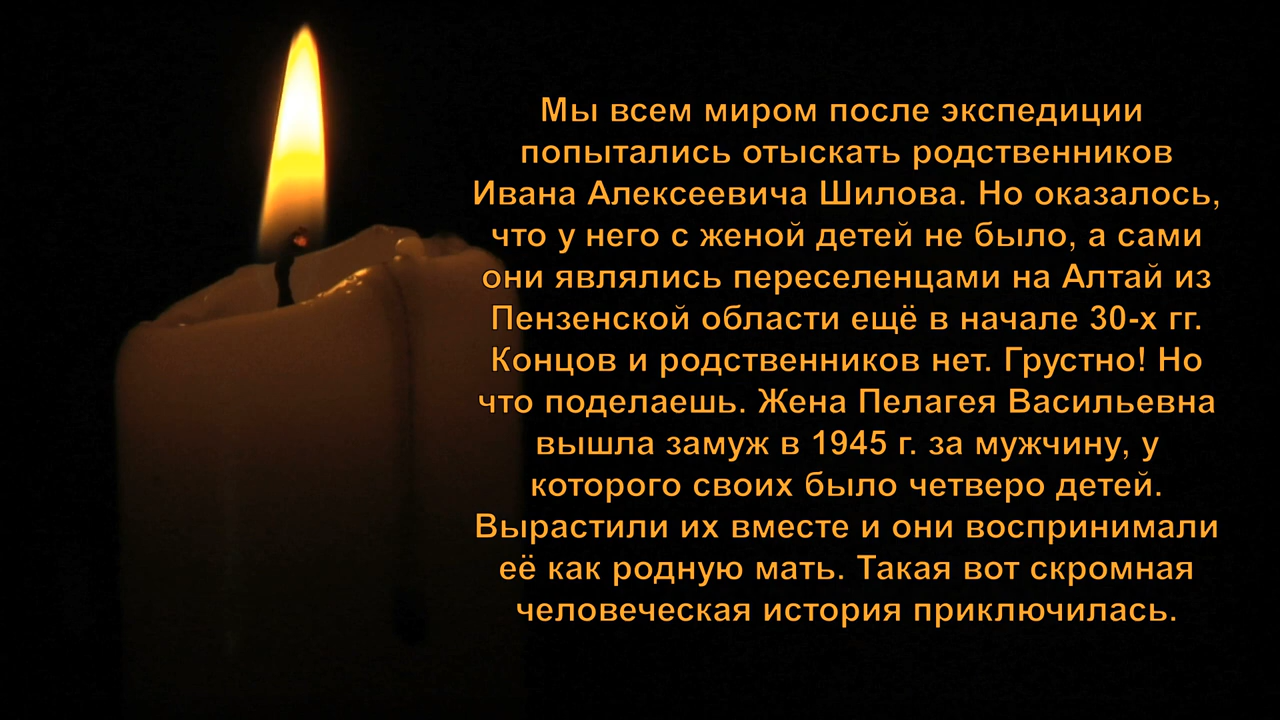 Мы всем миром после экспедиции
попытались отыскать родственников
Ивана Алексеевича Шилова. Но оказалось,
что у него с женой детей не было, а сами
они являлись переселенцами на Алтай из
Пензенской области ещё в начале 30-х гг.
Концов и родственников нет. Грустно! Но
что поделаешь. Жена Пелагея Васильевна
вышла замуж в 1945 г. за мужчину, у
которого своих было четверо детей.
Вырастили их вместе и они воспринимали
её как родную мать. Такая вот скромная
человеческая история приключилась.